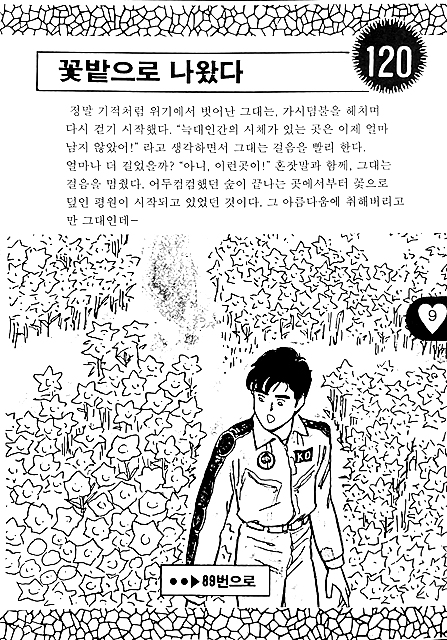 120
꽃밭으로 나왔다
정말 기적처럼 위기에서 벗어난 그대는, 가시덤불을 헤치며
다시 걷기 시작했다. “늑대인간의 시체가 있는 곳은 이제 얼마
남지 않았어!” 라고 생각하면서 그대는 걸음을 빨리 한다.
얼마나 더 걸었을까? “아니, 이런곳이!” 혼잣말과 함께, 그대는
걸음을 멈췄다. 어두컴컴했던 숲이 끝나는 곳에서부터 꽃으로
덮인 평원이 시작되고 있었던 것이다. 그 아름다움에 취해버리고
만 그대인데−
9
KO
●●▶89번으로